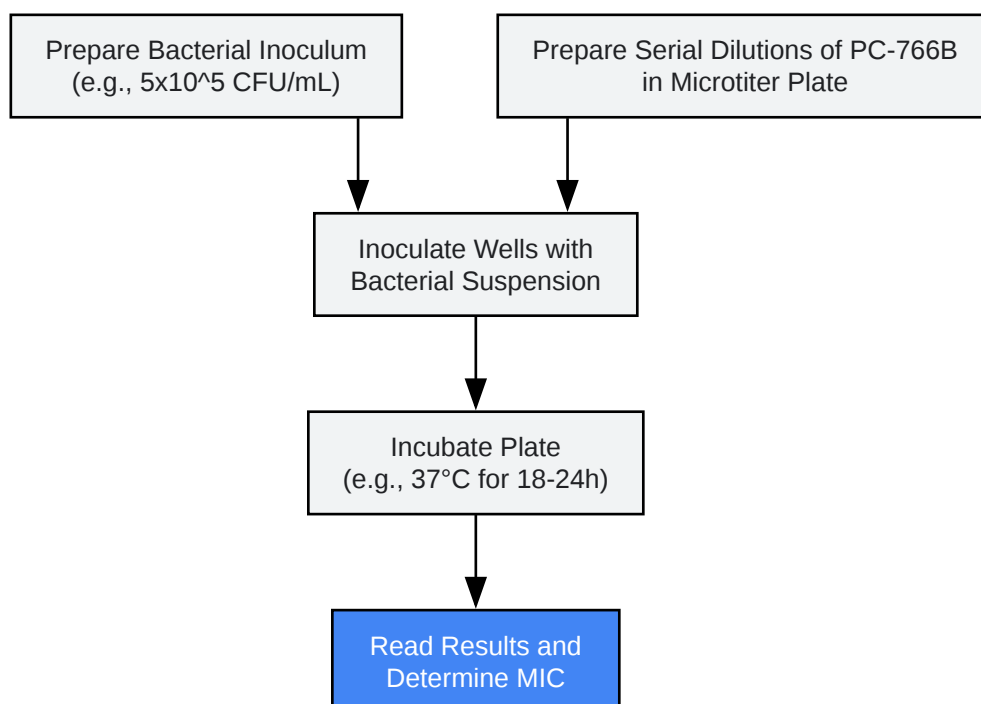 Prepare Bacterial Inoculum
(e.g., 5x10^5 CFU/mL)
Prepare Serial Dilutions of PC-766B
in Microtiter Plate
Inoculate Wells with
Bacterial Suspension
Incubate Plate
(e.g., 37°C for 18-24h)
Read Results and
Determine MIC